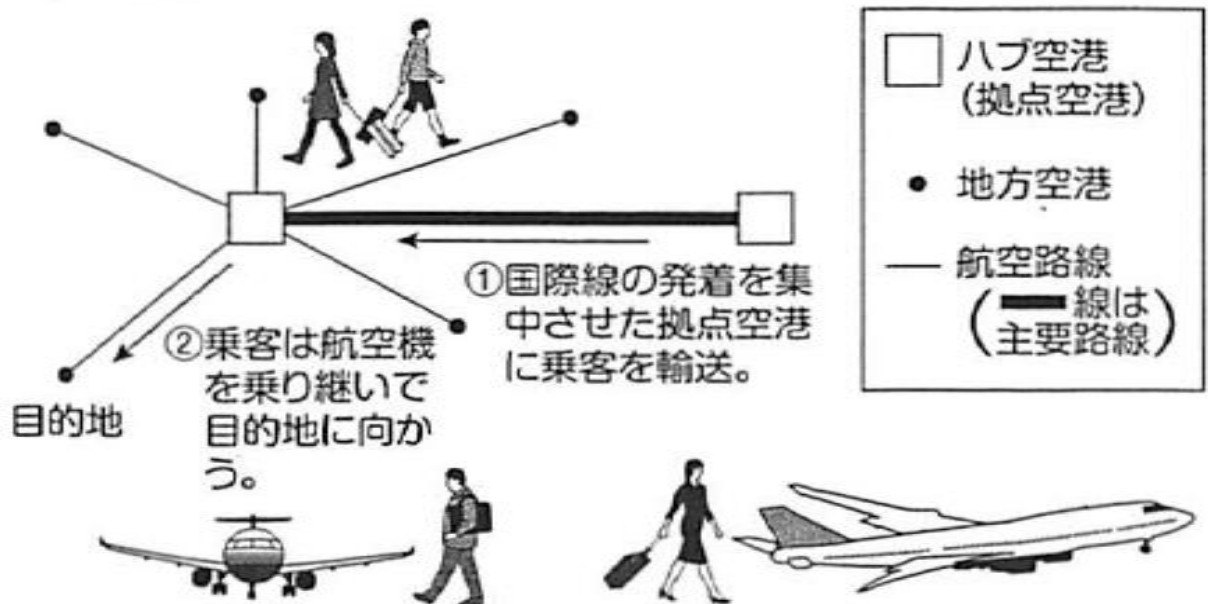 ハブ空港
(拠点空港)
地方空港
航空路線
(━線は
主要路線)
①国際線の発着を集
中させた拠点空港
に乗客を輸送。
②乗客は航空機
を乗り継いで
目的地に向か
う。
目的地